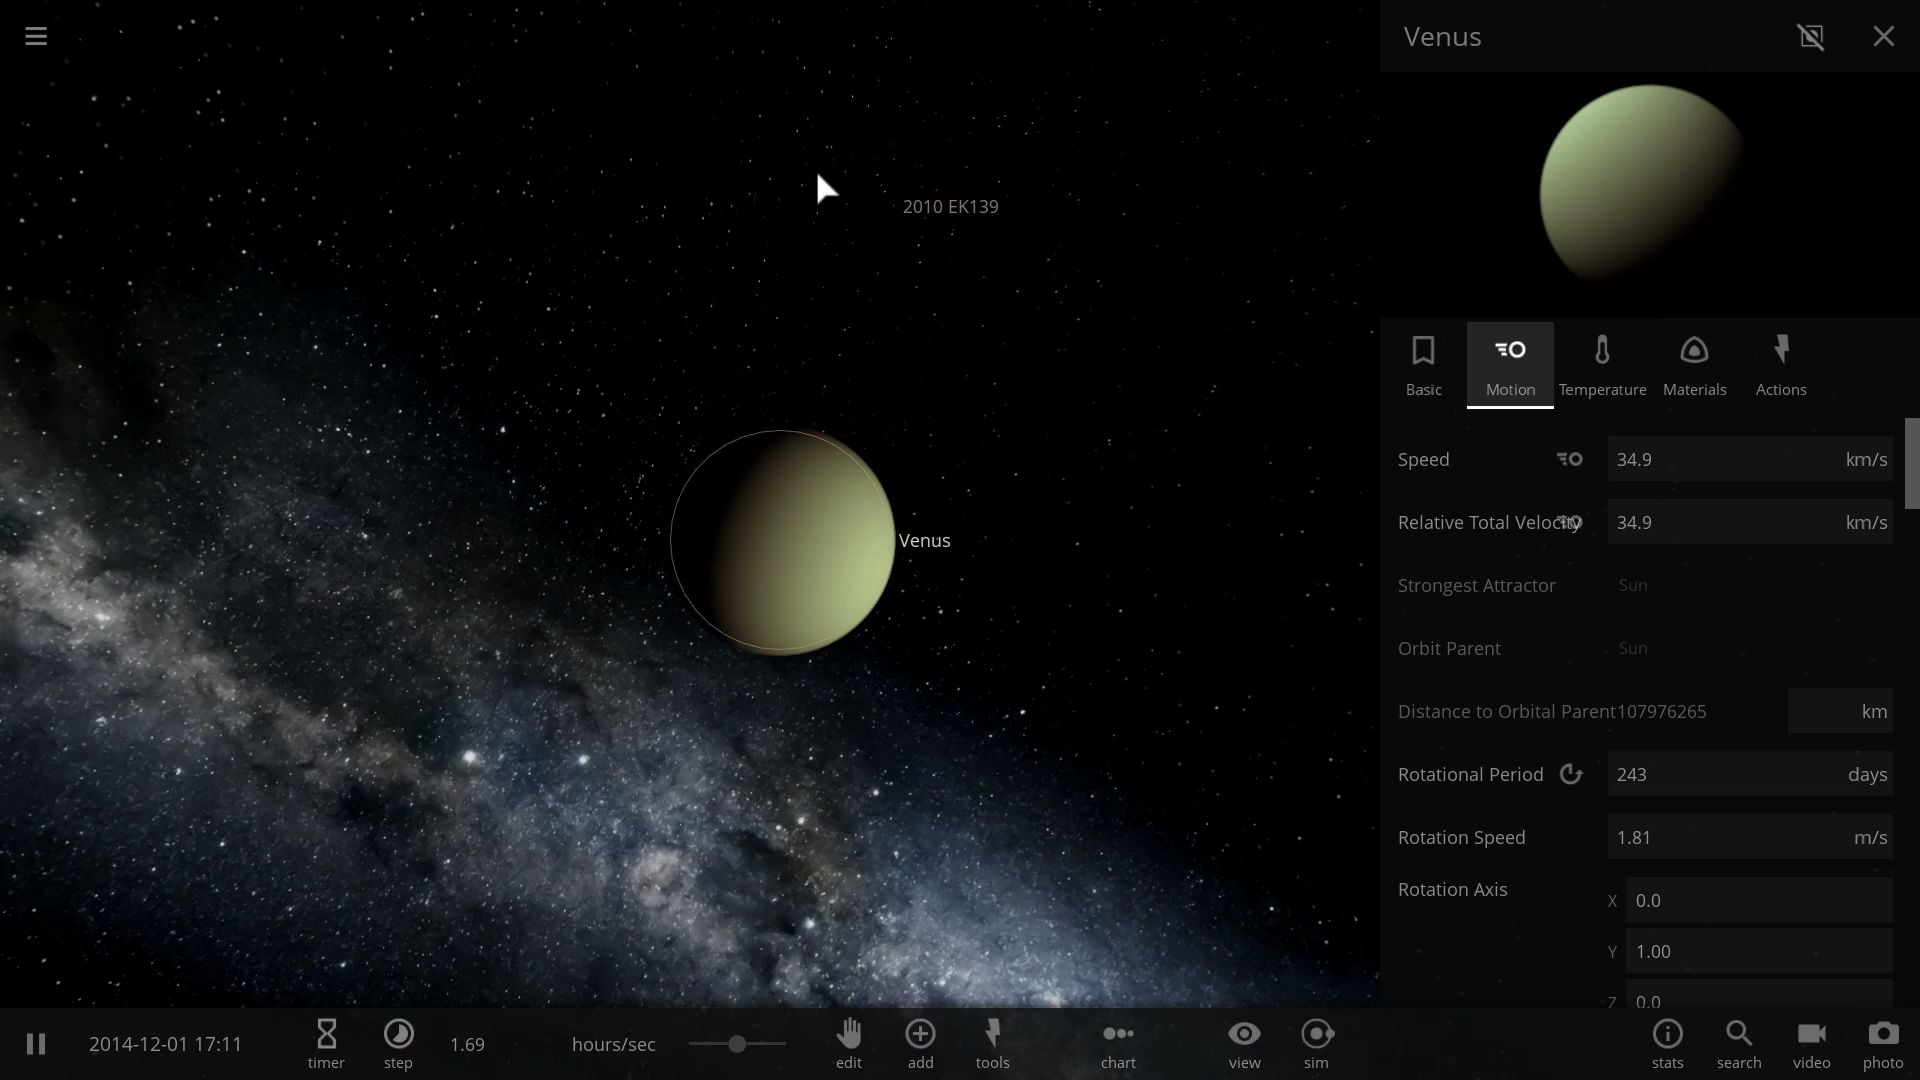 Venus
2010 EK139
Venus
Basic
Motion
Temperature
Materials
Actions
Speed 34.9 km/s
Relative Total Velocity 34.9 km/s
Strongest Attractor Sun
Orbit Parent Sun
Distance to Orbital Parent 107976265 km
Rotational Period 243 days
Rotation Speed 1.81 m/s
Rotation Axis
X 0.0
Y 1.00
Z 0.0
2014-12-01 17:11
timer
step
1.69 hours/sec
edit
add
tools
chart
view
sim
stats
search
video
photo